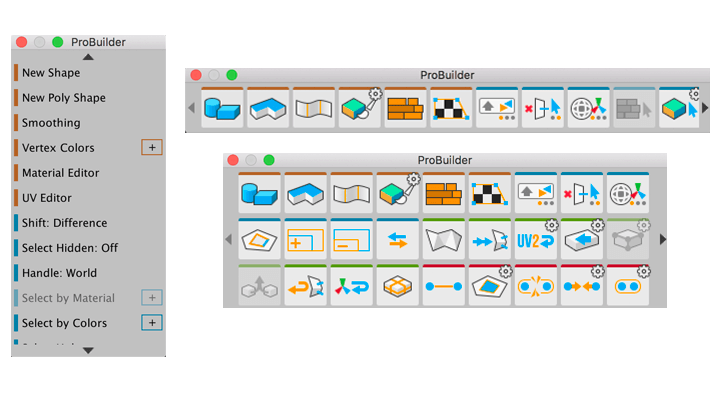 ProBuilder
New Shape
New Poly Shape
Smoothing
Vertex Colors +
Material Editor
UV Editor
Shift: Difference
Select Hidden: Off
Handle: World
Select by Material +
Select by Colors +
ProBuilder
ProBuilder
UV2